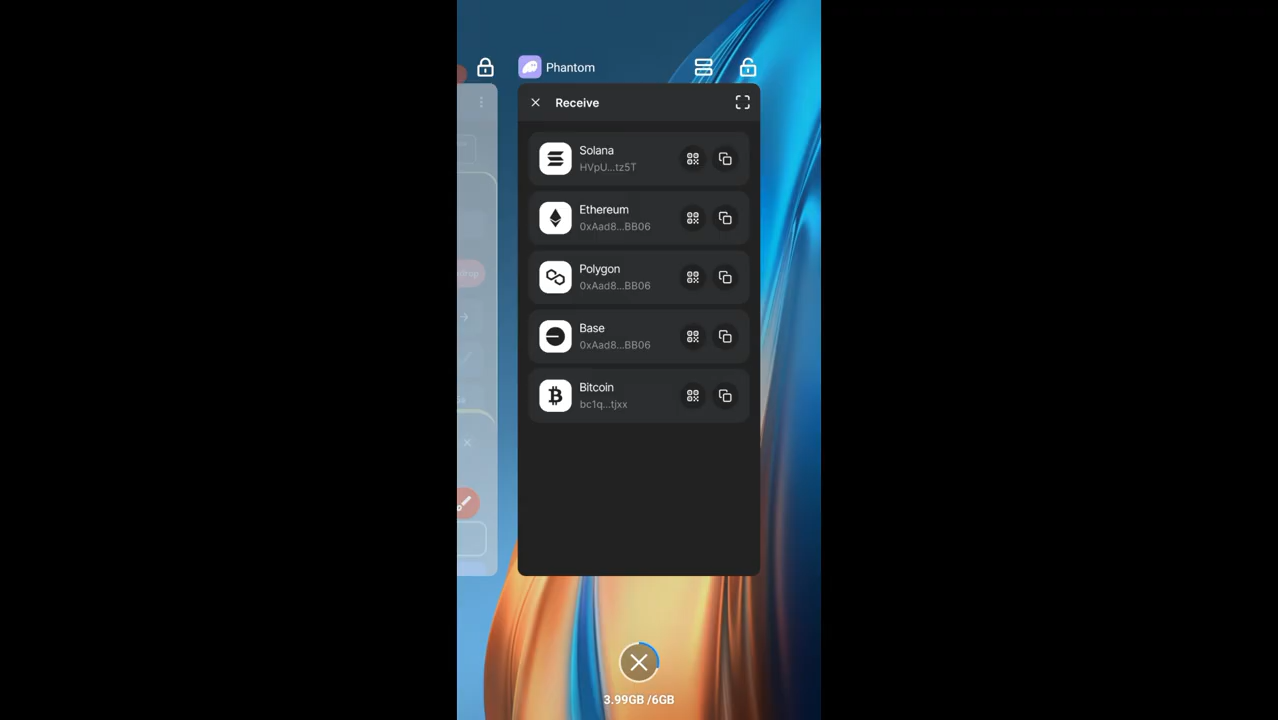 Phantom
Receive
Solana
HVpU...tz5T
Ethereum
0xAad8...BB06
Polygon
0xAad8...BB06
Base
0xAad8...BB06
Bitcoin
bc1q...tjxx
3.99GB /6GB